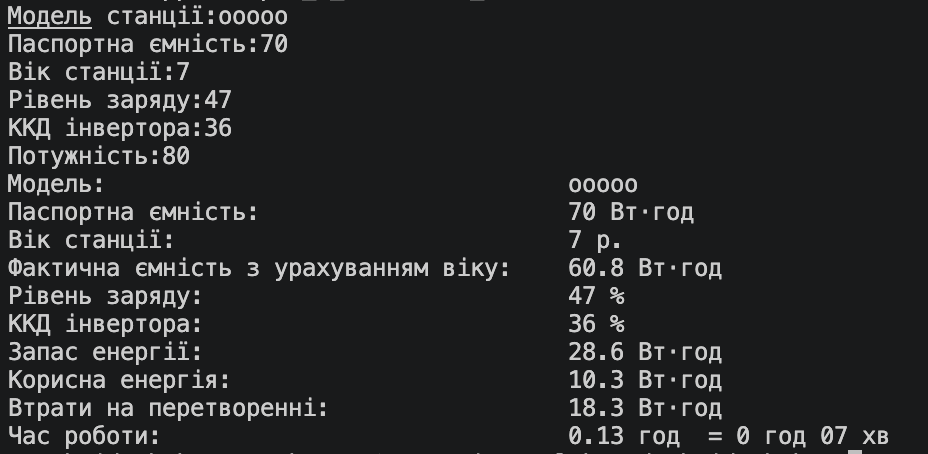 Модель станції:ооооо
Паспортна ємність:70
Вік станції:7
Рівень заряду:47
ККД інвертора:36
Потужність:80
Модель: ооооо
Паспортна ємність: 70 Вт·год
Вік станції: 7 р.
Фактична ємність з урахуванням віку: 60.8 Вт·год
Рівень заряду: 47 %
ККД інвертора: 36 %
Запас енергії: 28.6 Вт·год
Корисна енергія: 10.3 Вт·год
Втрати на перетворенні: 18.3 Вт·год
Час роботи: 0.13 год = 0 год 07 хв